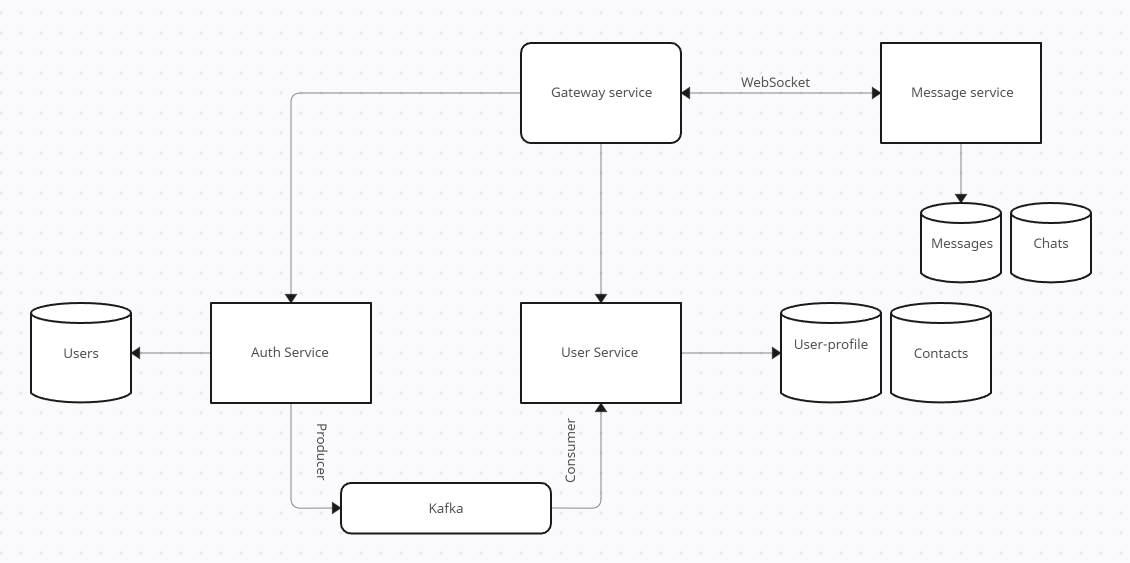 Gateway service
WebSocket
Message service
Messages
Chats
Users
Auth Service
User Service
User-profile
Contacts
Producer
Consumer
Kafka